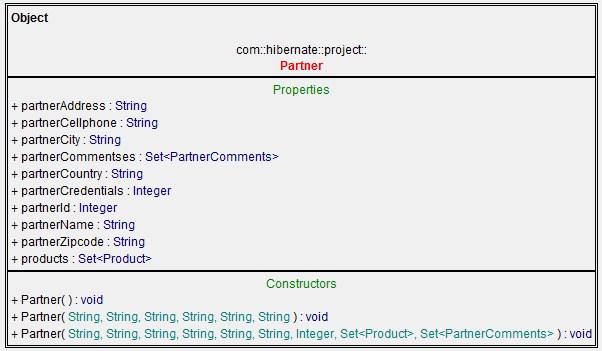 Object
com::hibernate::project::
Partner
Properties
+ partnerAddress : String
+ partnerCellphone : String
+ partnerCity : String
+ partnerCommentses : Set<PartnerComments>
+ partnerCountry : String
+ partnerCredentials : Integer
+ partnerId : Integer
+ partnerName : String
+ partnerZipcode : String
+ products : Set<Product>
Constructors
+ Partner( ) : void
+ Partner( String, String, String, String, String, String ) : void
+ Partner( String, String, String, String, String, String, Integer, Set<Product>, Set<PartnerComments> ) : void